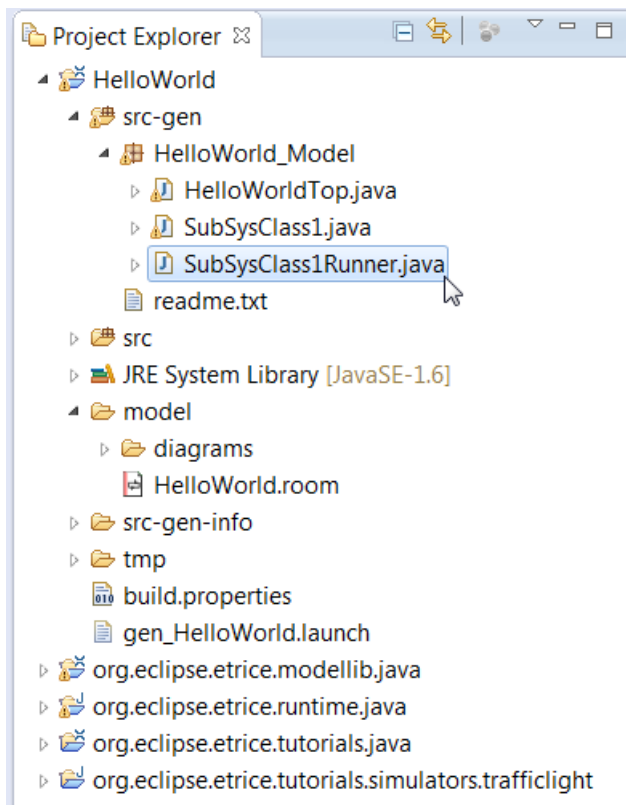 Project Explorer
HelloWorld
src-gen
HelloWorld_Model
HelloWorldTop.java
SubSysClass1.java
SubSysClass1Runner.java
readme.txt
src
JRE System Library [JavaSE-1.6]
model
diagrams
HelloWorld.room
src-gen-info
tmp
build.properties
gen_HelloWorld.launch
org.eclipse.etrice.modellib.java
org.eclipse.etrice.runtime.java
org.eclipse.etrice.tutorials.java
org.eclipse.etrice.tutorials.simulators.trafficlight